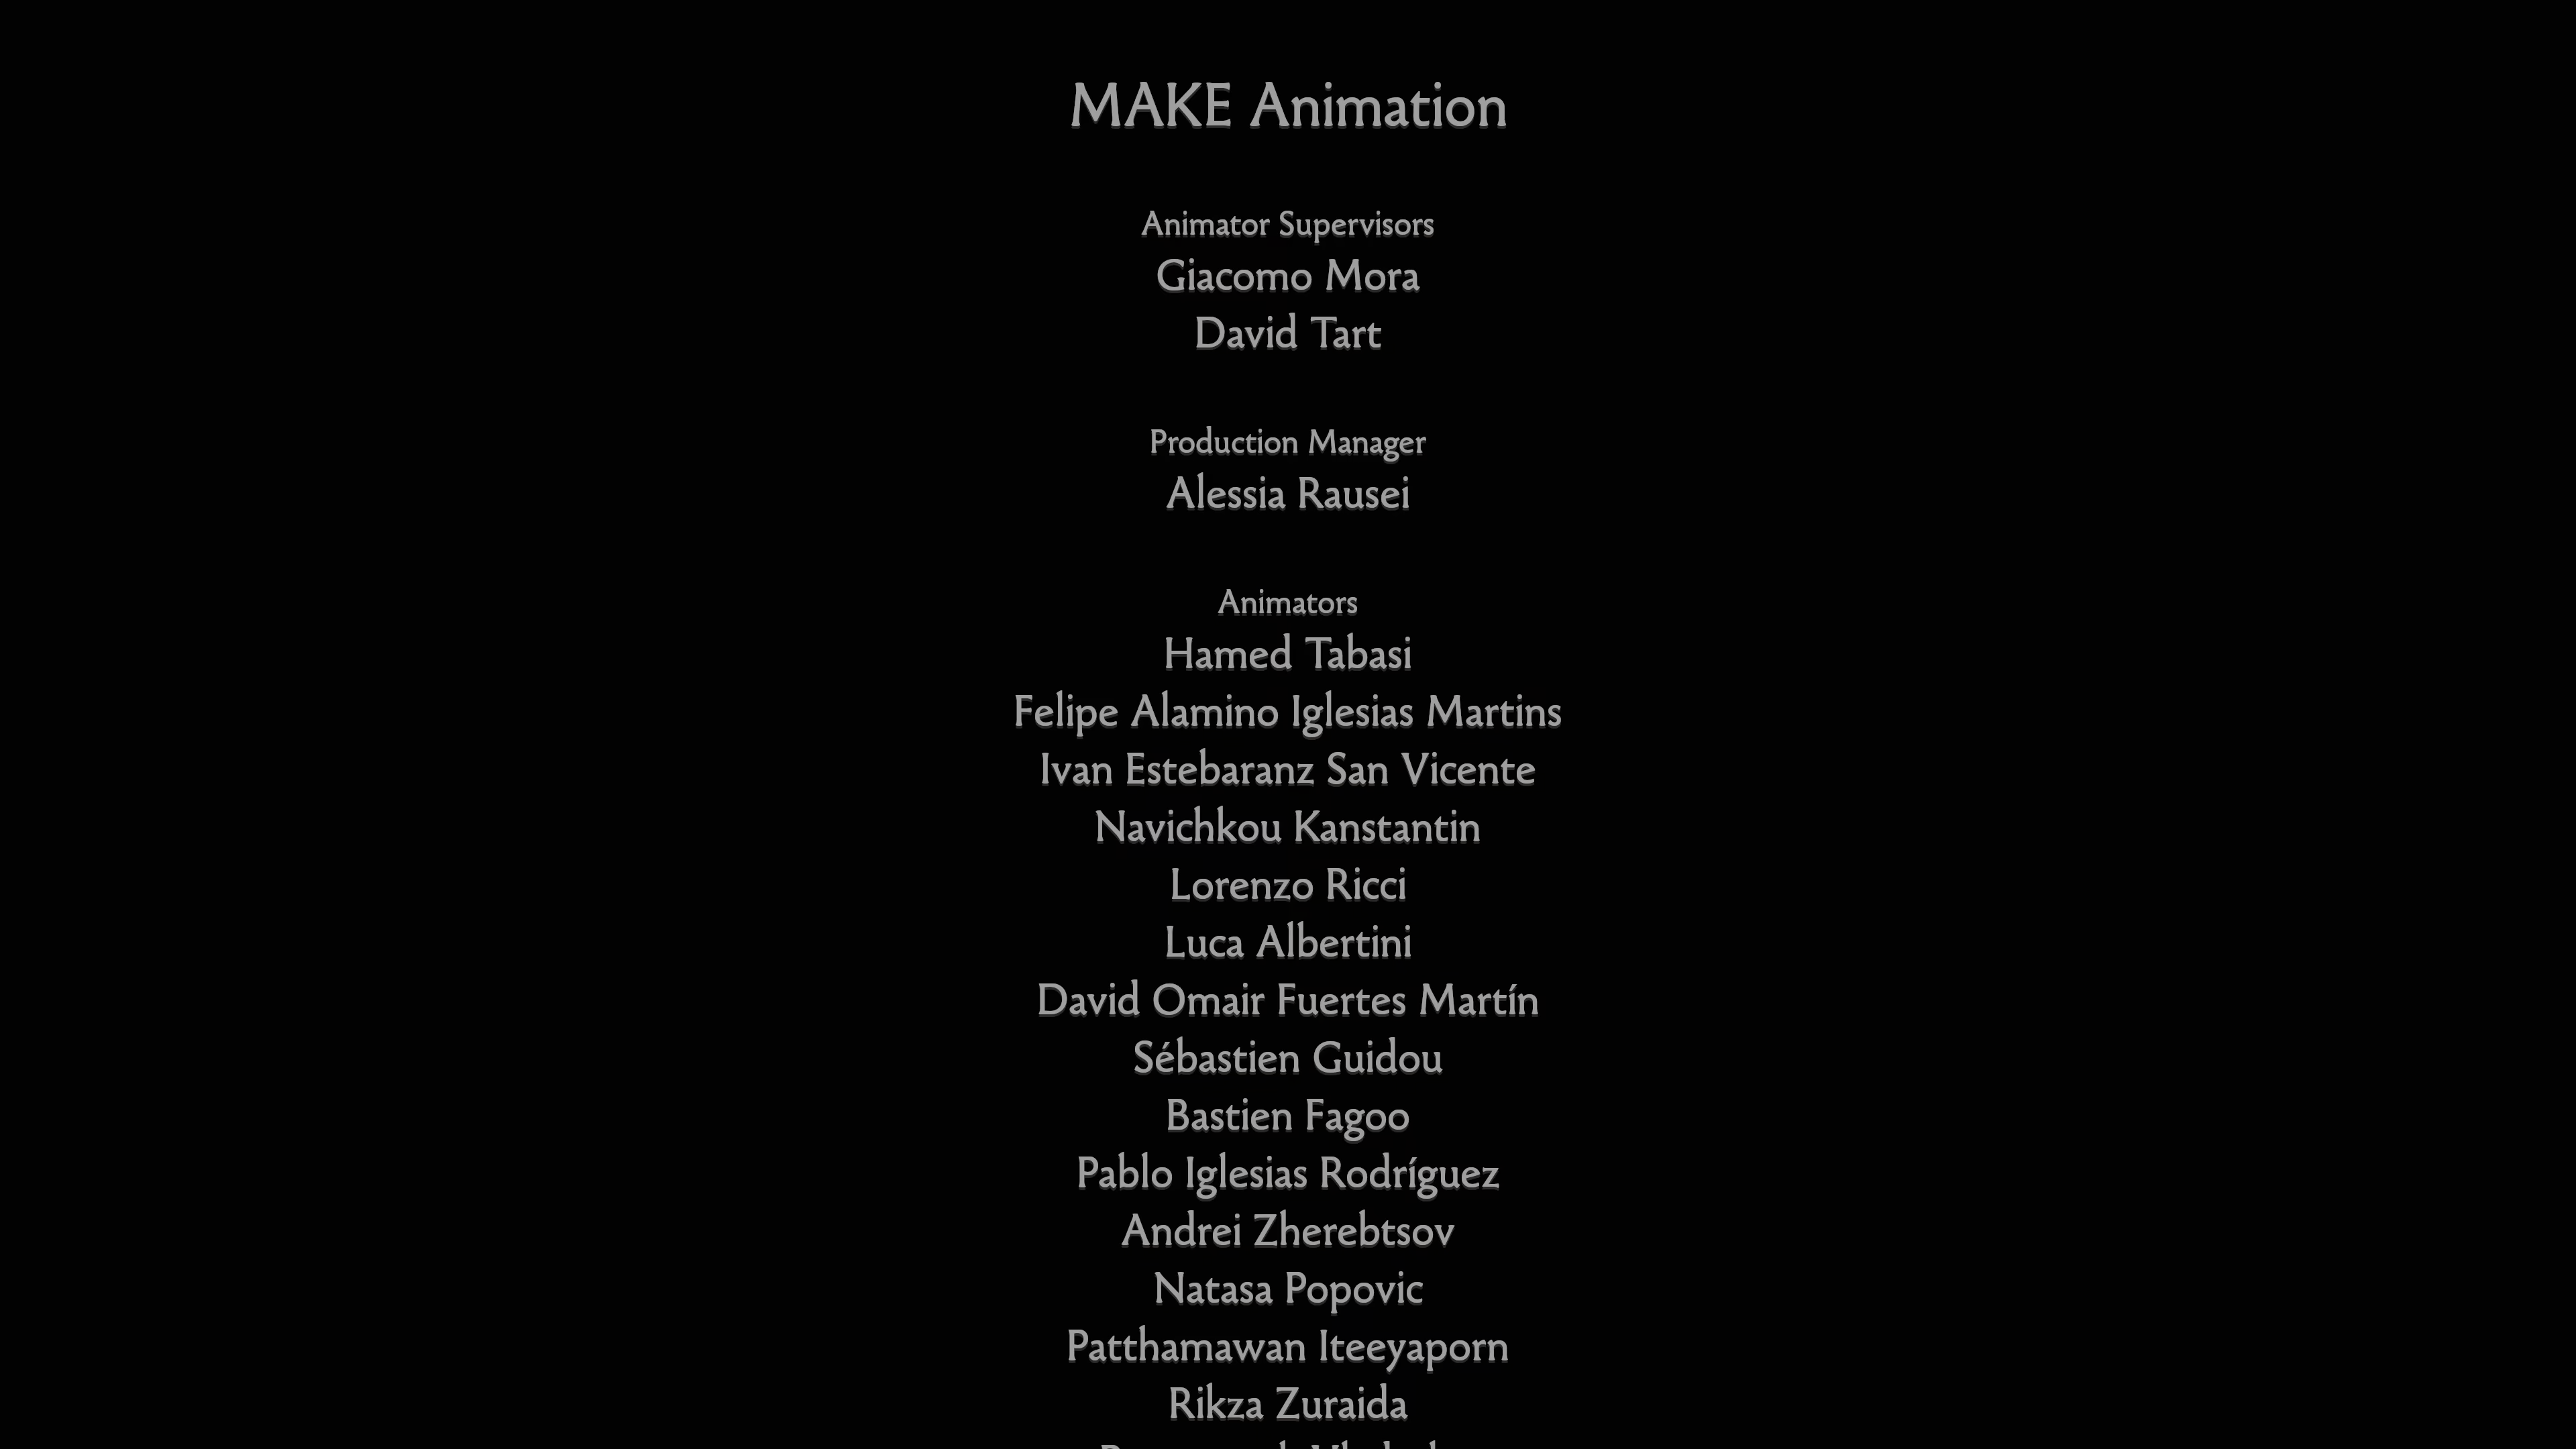 MAKE Animation
Animator Supervisors
Giacomo Mora
David Tart
Production Manager
Alessia Rausei
Animators
Hamed Tabasi
Felipe Alamino Iglesias Martins
Ivan Estebaranz San Vicente
Navichkou Kanstantin
Lorenzo Ricci
Luca Albertini
David Omair Fuertes Martín
Sébastien Guidou
Bastien Fagoo
Pablo Iglesias Rodríguez
Andrei Zherebtsov
Natasa Popovic
Patthamawan Iteeyaporn
Rikza Zuraida